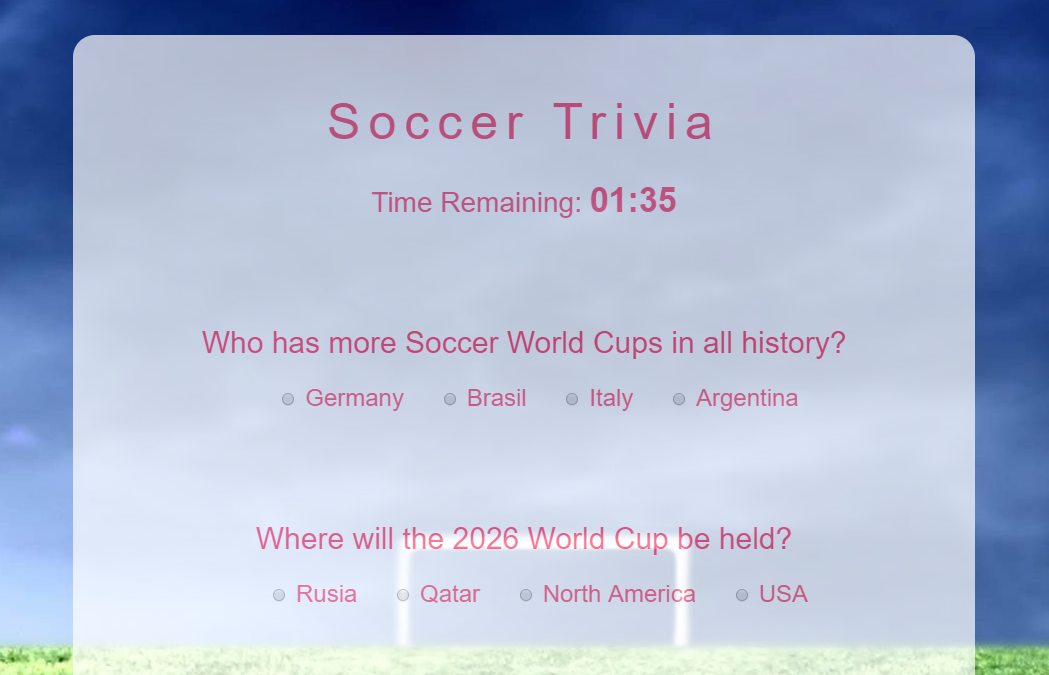 Soccer Trivia
Time Remaining: 01:35
Who has more Soccer World Cups in all history?
Germany Brasil Italy Argentina
Where will the 2026 World Cup be held?
Rusia Qatar North America USA